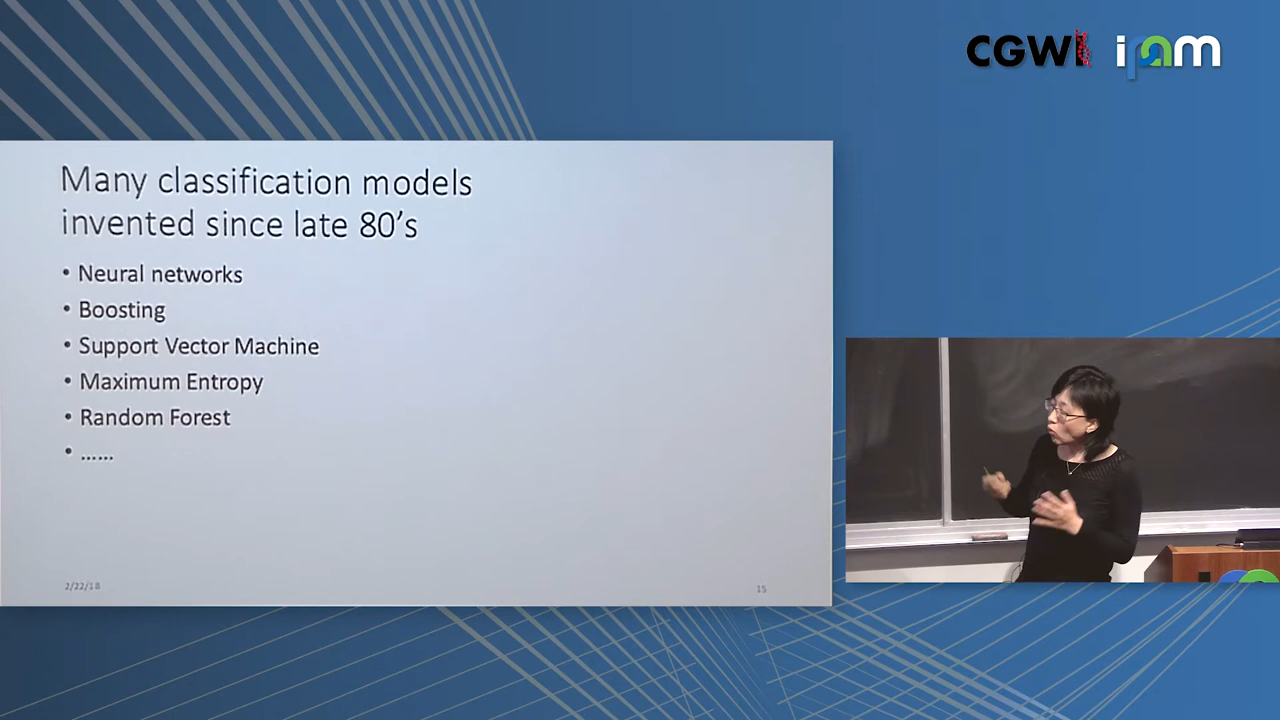 CGWI ipam
Many classification models
invented since late 80’s
• Neural networks
• Boosting
• Support Vector Machine
• Maximum Entropy
• Random Forest
• ......
2/22/18
15